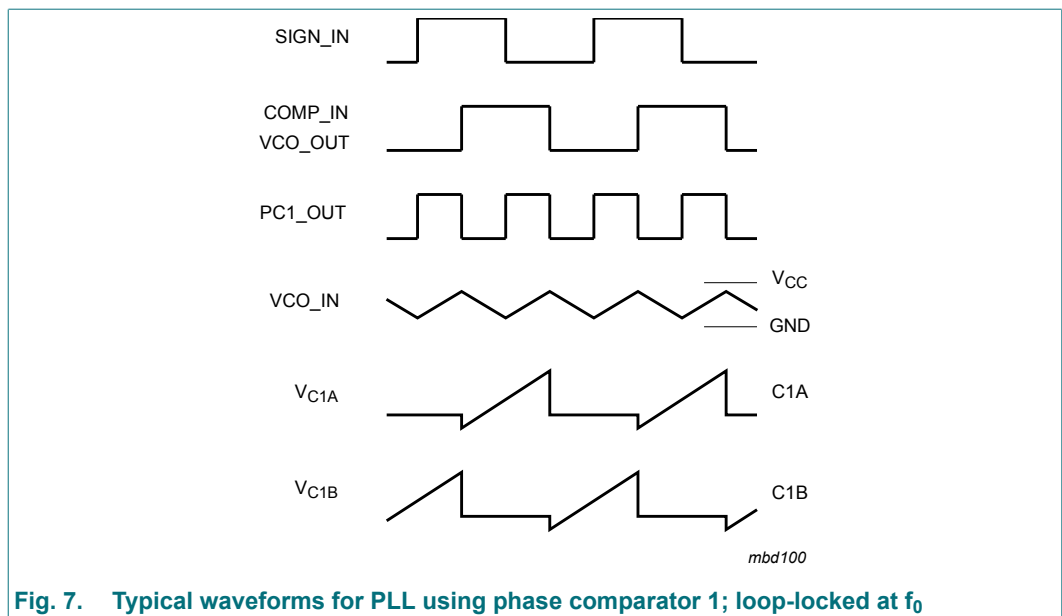 SIGN_IN
COMP_IN
VCO_OUT
PC1_OUT
VCO_IN
VCC
GND
VC1A
C1A
VC1B
C1B
mbd100
Fig. 7. Typical waveforms for PLL using phase comparator 1; loop-locked at f0